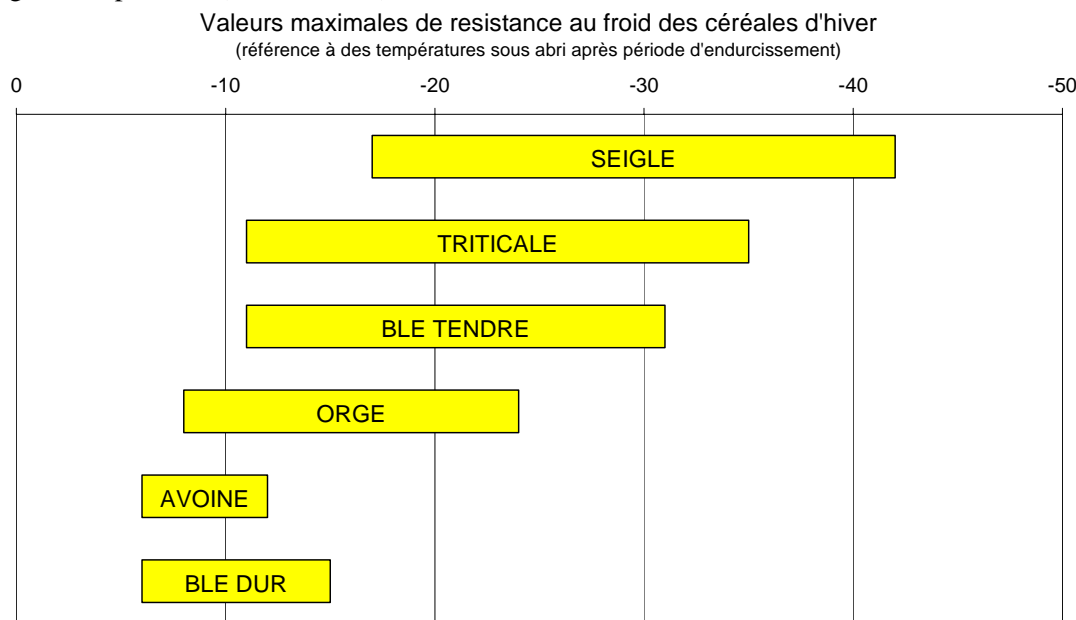 Valeurs maximales de resistance au froid des céréales d'hiver
(référence à des températures sous abri après période d'endurcissement)
0 -10 -20 -30 -40 -50
SEIGLE
TRITICALE
BLE TENDRE
ORGE
AVOINE
BLE DUR